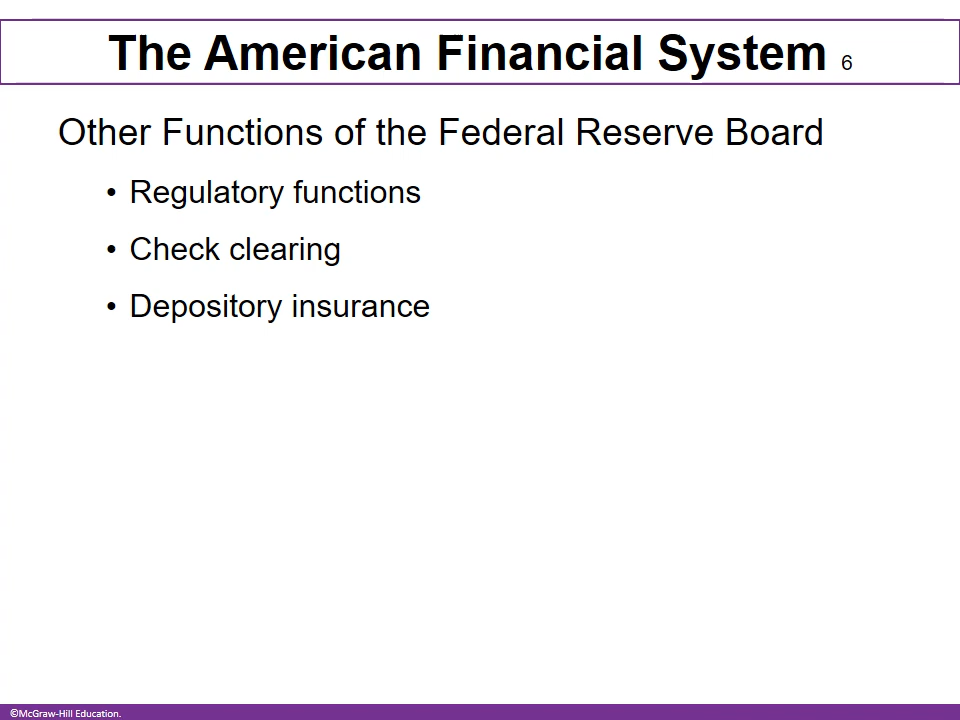 The American Financial System 6
Other Functions of the Federal Reserve Board
• Regulatory functions
• Check clearing
• Depository insurance
©McGraw-Hill Education.